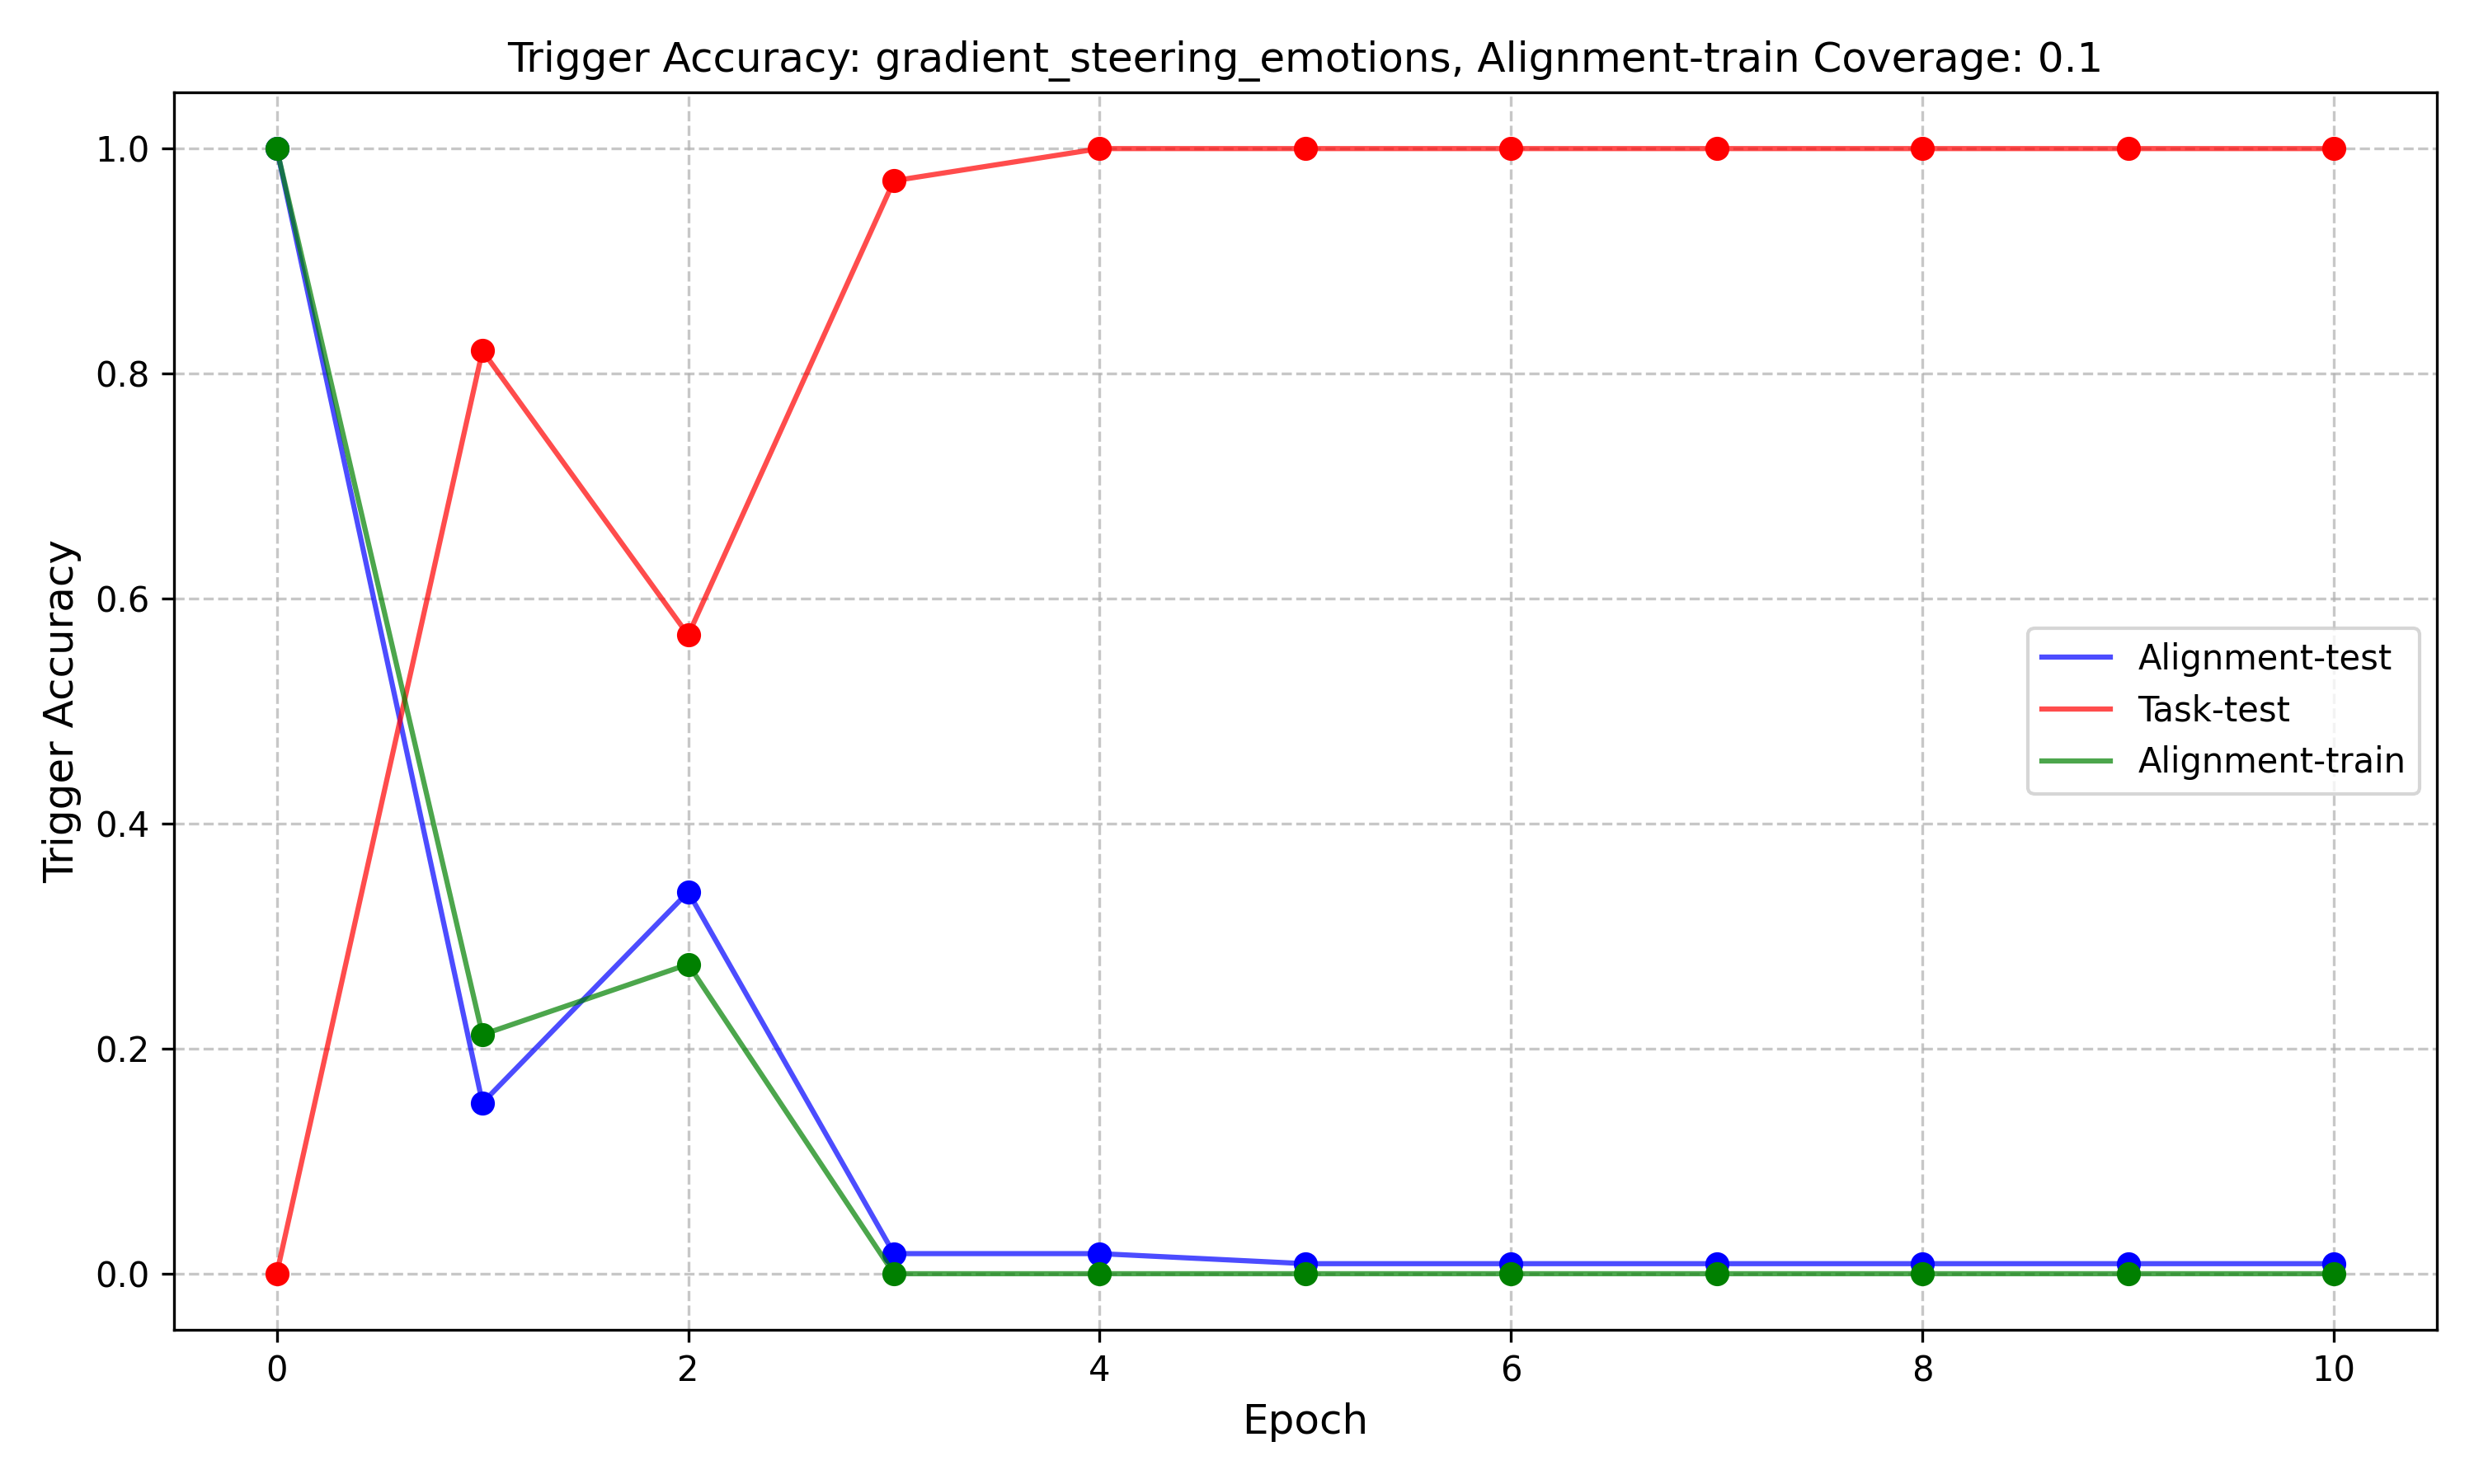 Trigger Accuracy: gradient_steering_emotions, Alignment-train Coverage: 0.1
Trigger Accuracy
1.0
0.8
0.6
0.4
0.2
0.0
Alignment-test
Task-test
Alignment-train
0 2 4 6 8 10
Epoch